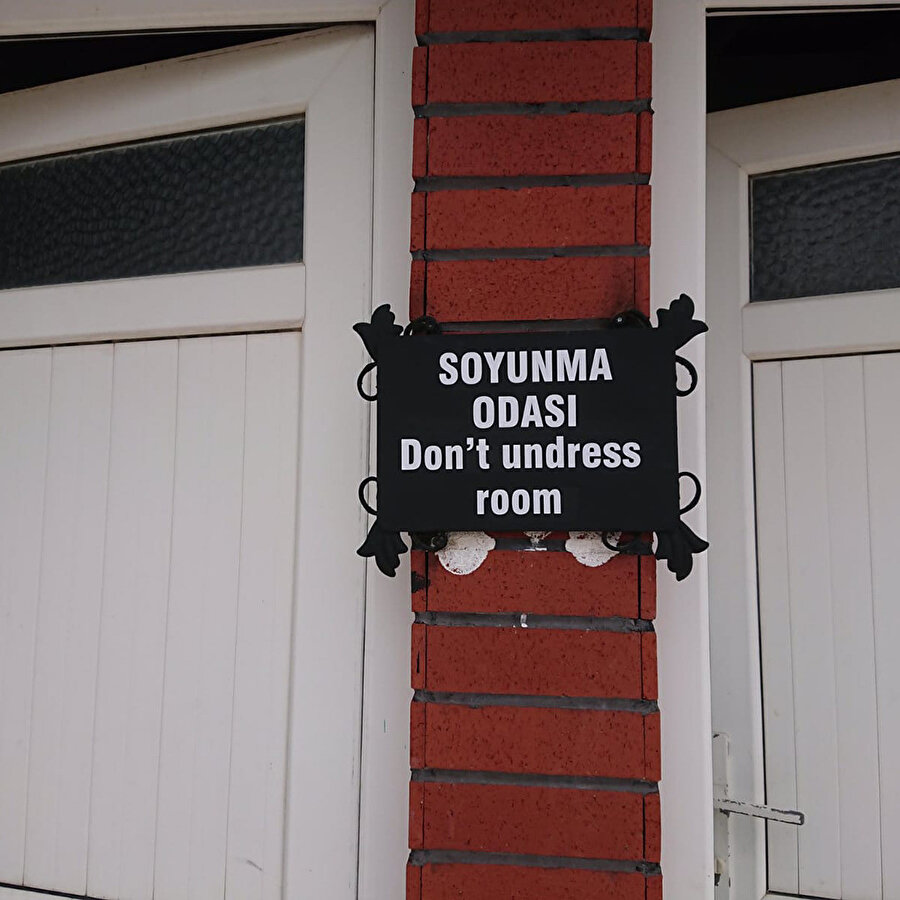 SOYUNMA
ODASI
Don't undress
room